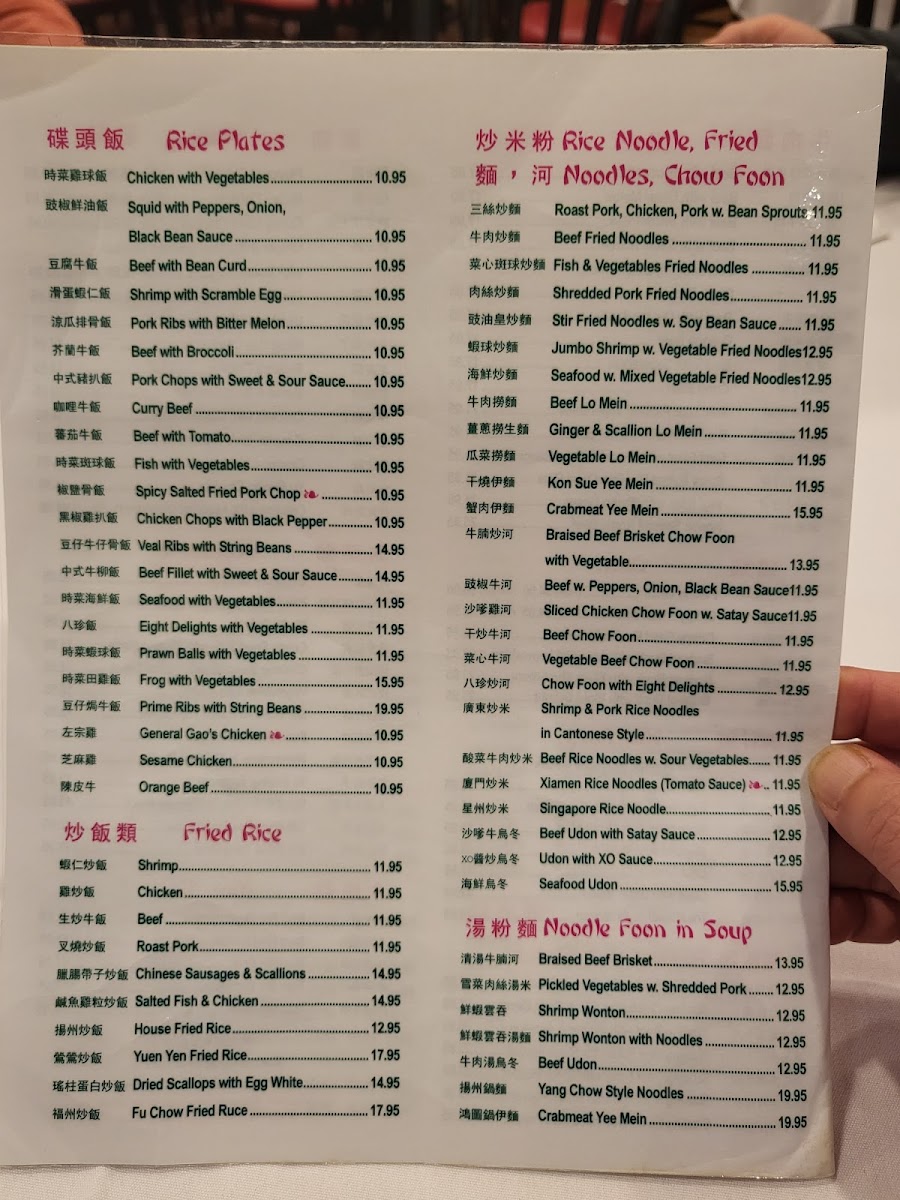 碟頭飯 Rice Plates
時菜雞球飯 Chicken with Vegetables 10.95
豉椒鮮油飯 Squid with Peppers, Onion,
Black Bean Sauce 10.95
豆腐牛飯 Beef with Bean Curd 10.95
滑蛋蝦仁飯 Shrimp with Scramble Egg 10.95
涼瓜排骨飯 Pork Ribs with Bitter Melon 10.95
芥蘭牛飯 Beef with Broccoli 10.95
中式豬扒飯 Pork Chops with Sweet & Sour Sauce 10.95
咖哩牛飯 Curry Beef 10.95
蕃茄牛飯 Beef with Tomato 10.95
時菜斑球飯 Fish with Vegetables 10.95
椒鹽骨飯 Spicy Salted Fried Pork Chop 10.95
黑椒雞扒飯 Chicken Chops with Black Pepper 10.95
豆仔牛仔骨飯 Veal Ribs with String Beans 14.95
中式牛柳飯 Beef Fillet with Sweet & Sour Sauce 14.95
時菜海鮮飯 Seafood with Vegetables 11.95
八珍飯 Eight Delights with Vegetables 11.95
時菜蝦球飯 Prawn Balls with Vegetables 11.95
時菜田雞飯 Frog with Vegetables 15.95
豆仔焗牛飯 Prime Ribs with String Beans 19.95
左宗雞 General Gao's Chicken 10.95
芝麻雞 Sesame Chicken 10.95
陳皮牛 Orange Beef 10.95
炒飯類 Fried Rice
蝦仁炒飯 Shrimp 11.95
雞炒飯 Chicken 11.95
生炒牛飯 Beef 11.95
叉燒炒飯 Roast Pork 11.95
臘腸帶子炒飯 Chinese Sausages & Scallions 14.95
鹹魚雞粒炒飯 Salted Fish & Chicken 14.95
揚州炒飯 House Fried Rice 12.95
鴛鴦炒飯 Yuen Yen Fried Rice 17.95
瑤柱蛋白炒飯 Dried Scallops with Egg White 14.95
福州炒飯 Fu Chow Fried Ruce 17.95
炒米粉 Rice Noodle, Fried
麵，河 Noodles, Chow Foon
三絲炒麵 Roast Pork, Chicken, Pork w. Bean Sprouts 11.95
牛肉炒麵 Beef Fried Noodles 11.95
菜心斑球炒麵 Fish & Vegetables Fried Noodles 11.95
肉絲炒麵 Shredded Pork Fried Noodles 11.95
豉油皇炒麵 Stir Fried Noodles w. Soy Bean Sauce 11.95
蝦球炒麵 Jumbo Shrimp w. Vegetable Fried Noodles 12.95
海鮮炒麵 Seafood w. Mixed Vegetable Fried Noodles 12.95
牛肉撈麵 Beef Lo Mein 11.95
薑蔥撈生麵 Ginger & Scallion Lo Mein 11.95
瓜菜撈麵 Vegetable Lo Mein 11.95
干燒伊麵 Kon Sue Yee Mein 11.95
蟹肉伊麵 Crabmeat Yee Mein 15.95
牛腩炒河 Braised Beef Brisket Chow Foon
with Vegetable 13.95
豉椒牛河 Beef w. Peppers, Onion, Black Bean Sauce 11.95
沙嗲雞河 Sliced Chicken Chow Foon w. Satay Sauce 11.95
干炒牛河 Beef Chow Foon 11.95
菜心牛河 Vegetable Beef Chow Foon 11.95
八珍炒河 Chow Foon with Eight Delights 12.95
廣東炒米 Shrimp & Pork Rice Noodles
in Cantonese Style 11.95
酸菜牛肉炒米 Beef Rice Noodles w. Sour Vegetables 11.95
廈門炒米 Xiamen Rice Noodles (Tomato Sauce) 11.95
星州炒米 Singapore Rice Noodle 11.95
沙嗲牛烏冬 Beef Udon with Satay Sauce 12.95
XO醬炒烏冬 Udon with XO Sauce 12.95
海鮮烏冬 Seafood Udon 15.95
湯粉麵 Noodle Foon in Soup
清湯牛腩河 Braised Beef Brisket 13.95
雪菜肉絲湯米 Pickled Vegetables w. Shredded Pork 12.95
鮮蝦雲吞 Shrimp Wonton 12.95
鮮蝦雲吞湯麵 Shrimp Wonton with Noodles 12.95
牛肉湯烏冬 Beef Udon 12.95
揚州鍋麵 Yang Chow Style Noodles 19.95
鴻圖鍋伊麵 Crabmeat Yee Mein 19.95